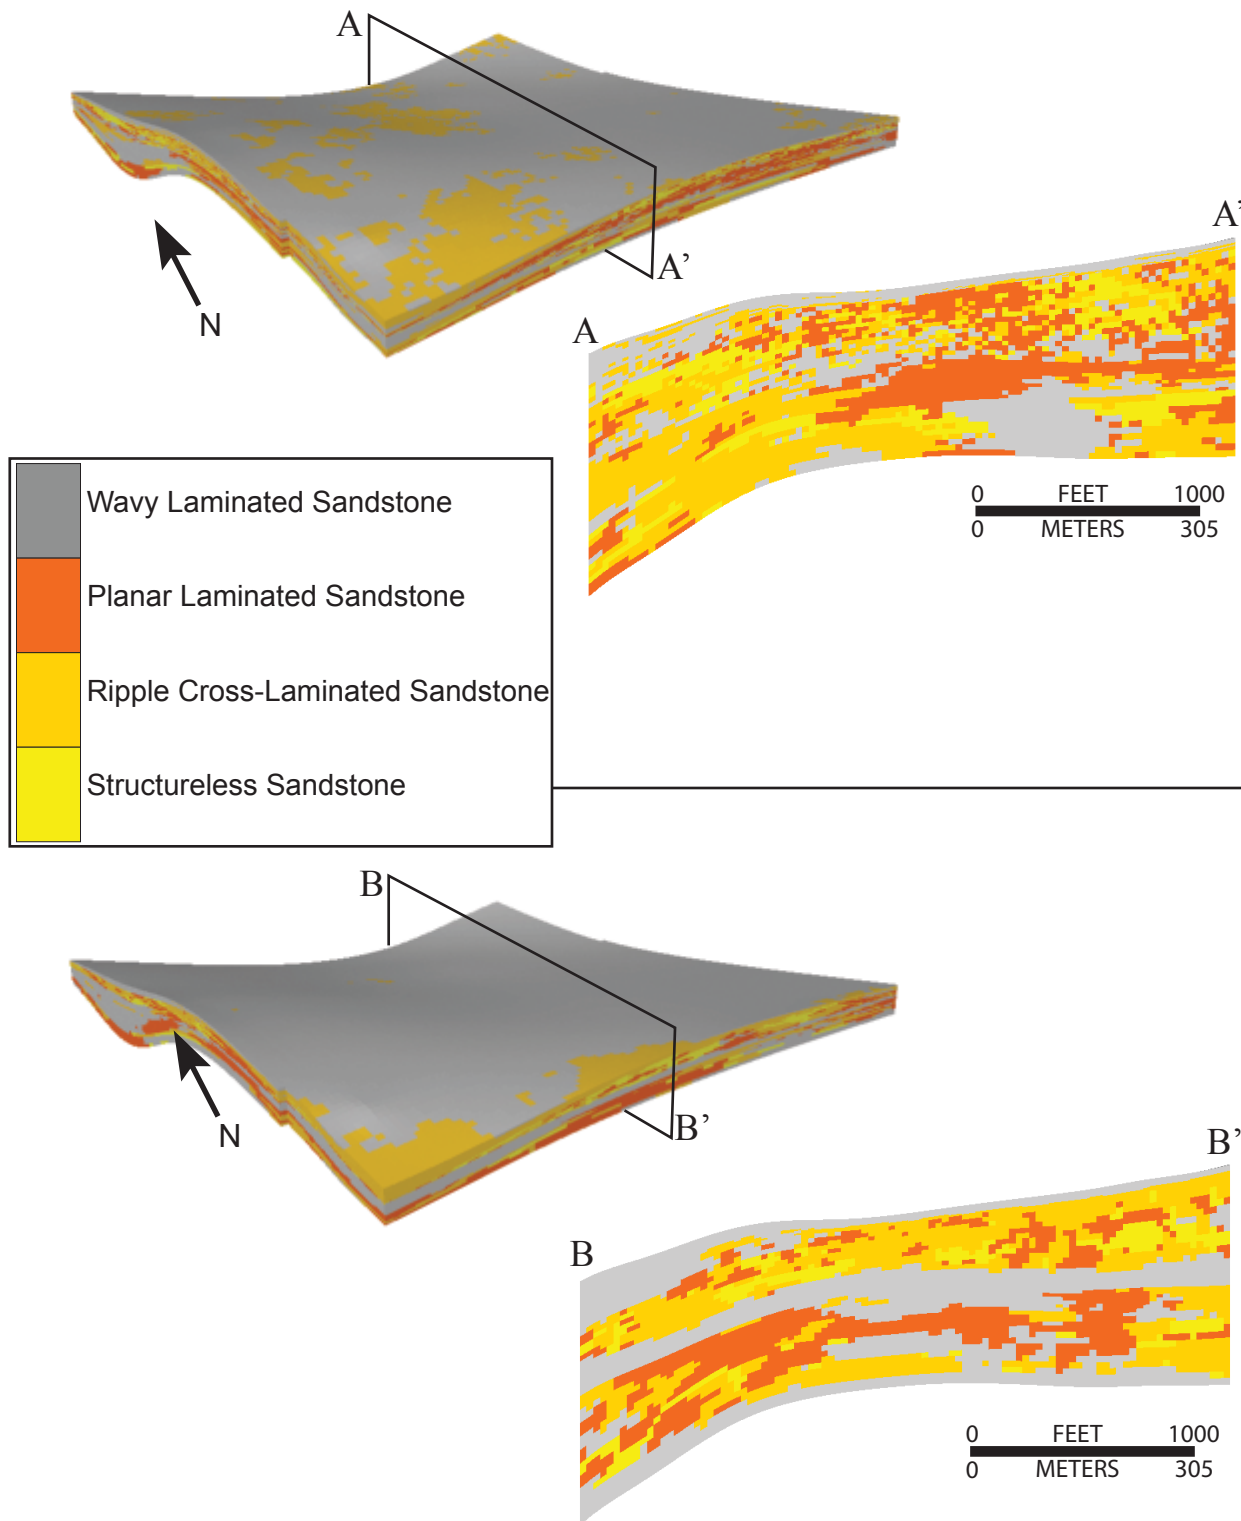 A
A'
N
A
A'
0 FEET 1000
0 METERS 305
Wavy Laminated Sandstone
Planar Laminated Sandstone
Ripple Cross-Laminated Sandstone
Structureless Sandstone
B
B'
N
B
B'
0 FEET 1000
0 METERS 305